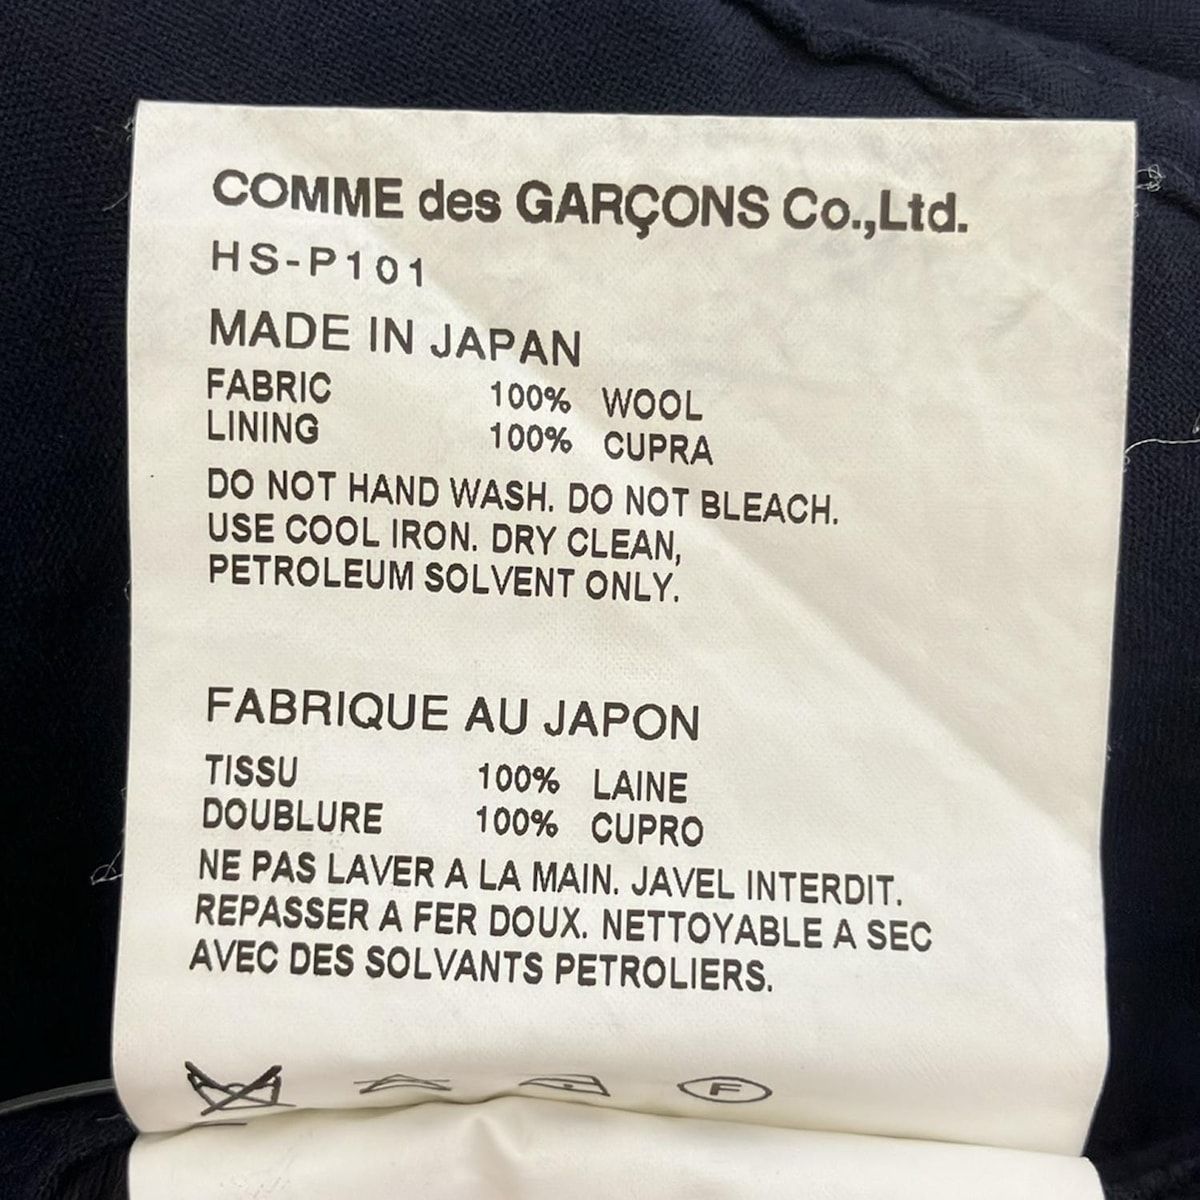 COMME des GARÇONS Co.,Ltd.
HS-P101
MADE IN JAPAN
FABRIC 100% WOOL
LINING 100% CUPRA
DO NOT HAND WASH. DO NOT BLEACH.
USE COOL IRON. DRY CLEAN,
PETROLEUM SOLVENT ONLY.
FABRIQUE AU JAPON
TISSU 100% LAINE
DOUBLURE 100% CUPRO
NE PAS LAVER A LA MAIN. JAVEL INTERDIT.
REPASSER A FER DOUX. NETTOYABLE A SEC
AVEC DES SOLVANTS PETROLIERS.
F